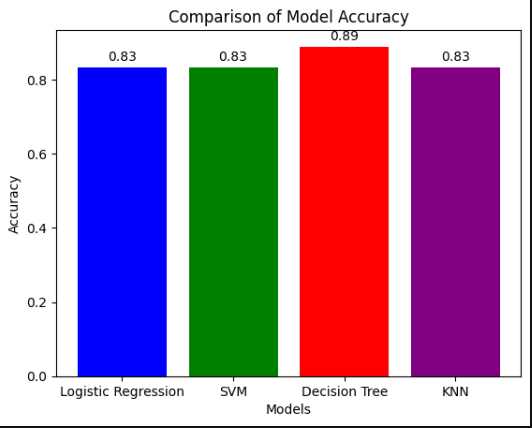 Comparison of Model Accuracy
0.83 0.83 0.89 0.83
0.8
0.6
0.4
0.2
0.0
Accuracy
Logistic Regression SVM Decision Tree KNN
Models